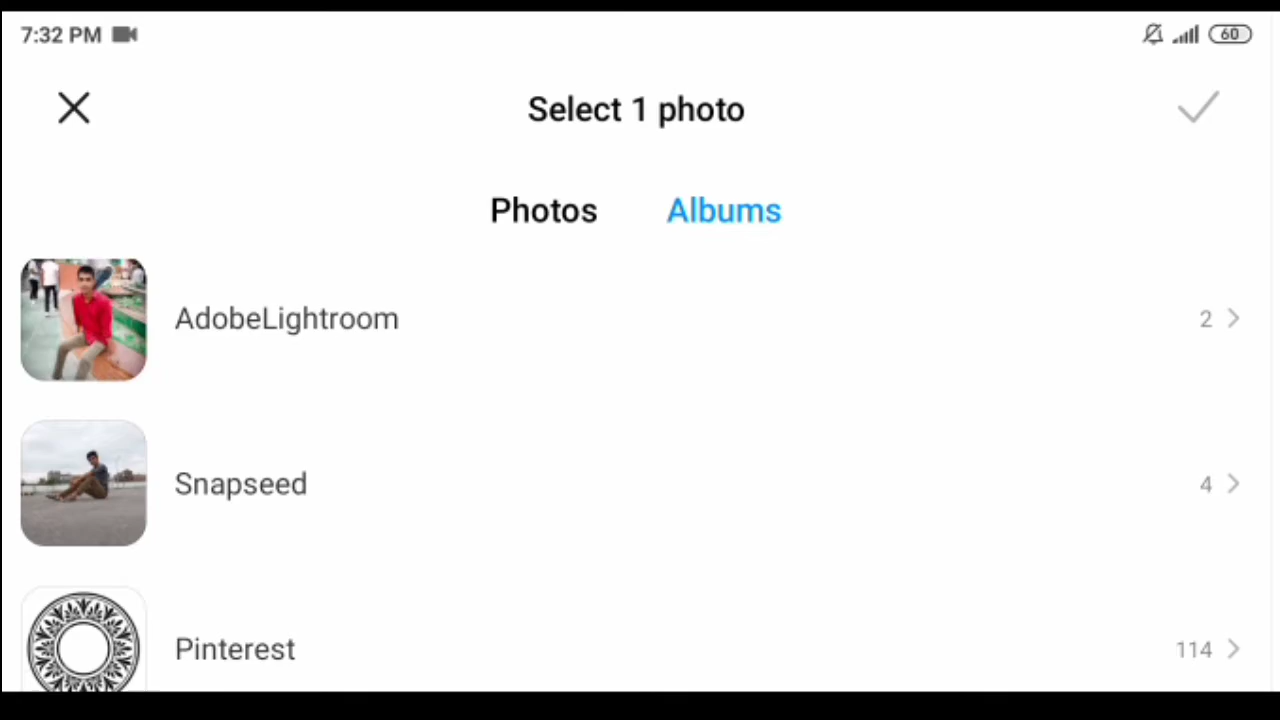 7:32 PM 60
Select 1 photo
Photos Albums
AdobeLightroom 2
Snapseed 4
Pinterest 114